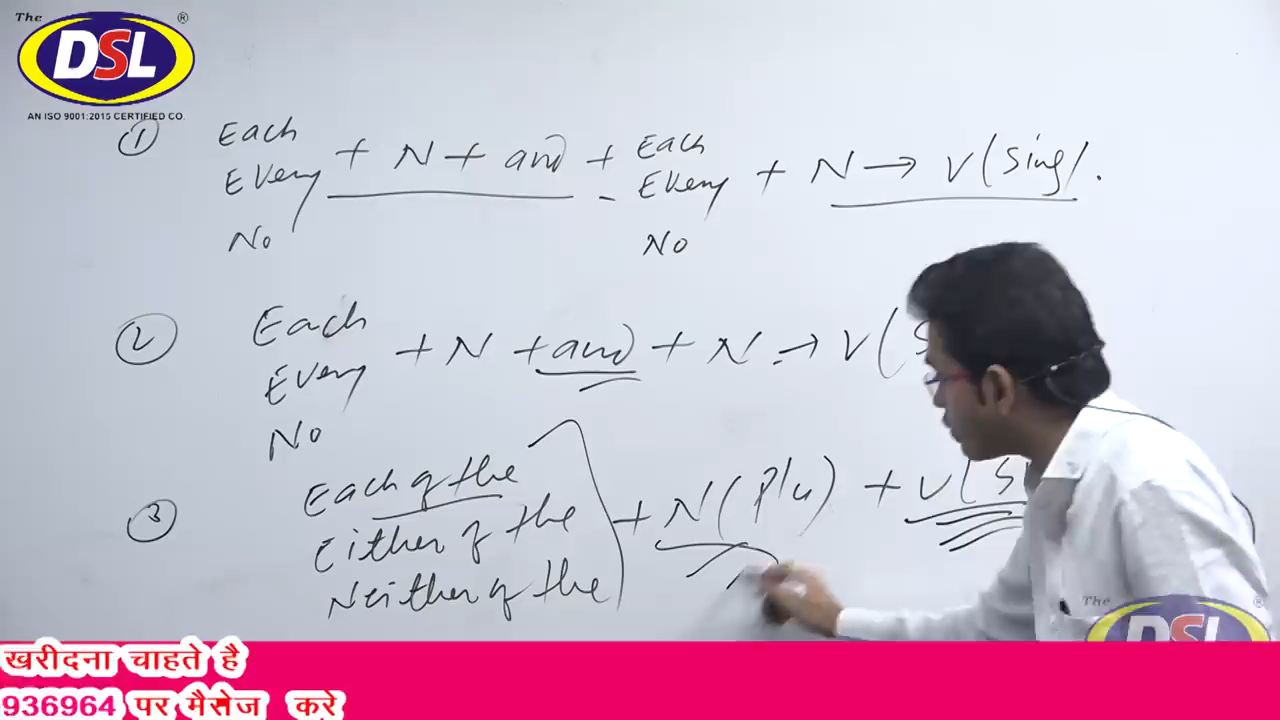 The
DSL
®
AN ISO 9001:2015 CERTIFIED CO.
① Each + N + and + Each + N → V(Sing).
Every Every
No No
② Each + N + and + N → V(S
Every
No
③ Each of the + N (Plu) + V(S
Either of the
Neither of the
The
DSL
खरीदना चाहते है
936964 पर मैसेज करे